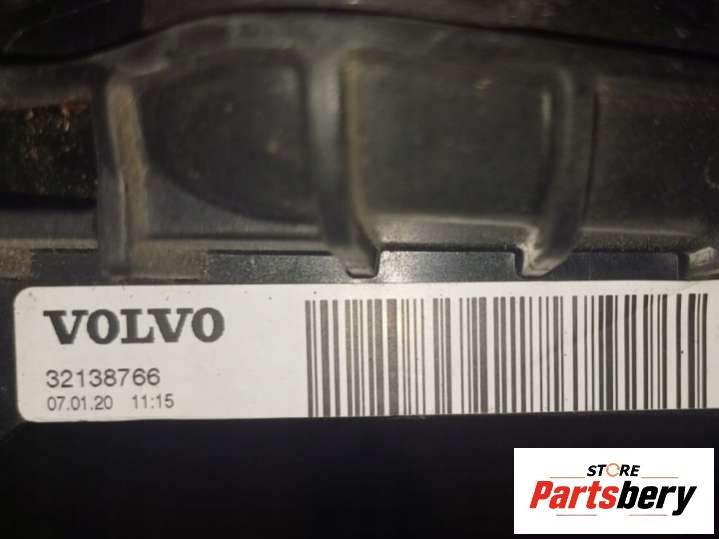 VOLVO
32138766
07.01.20 11:15
STORE
Partsbery